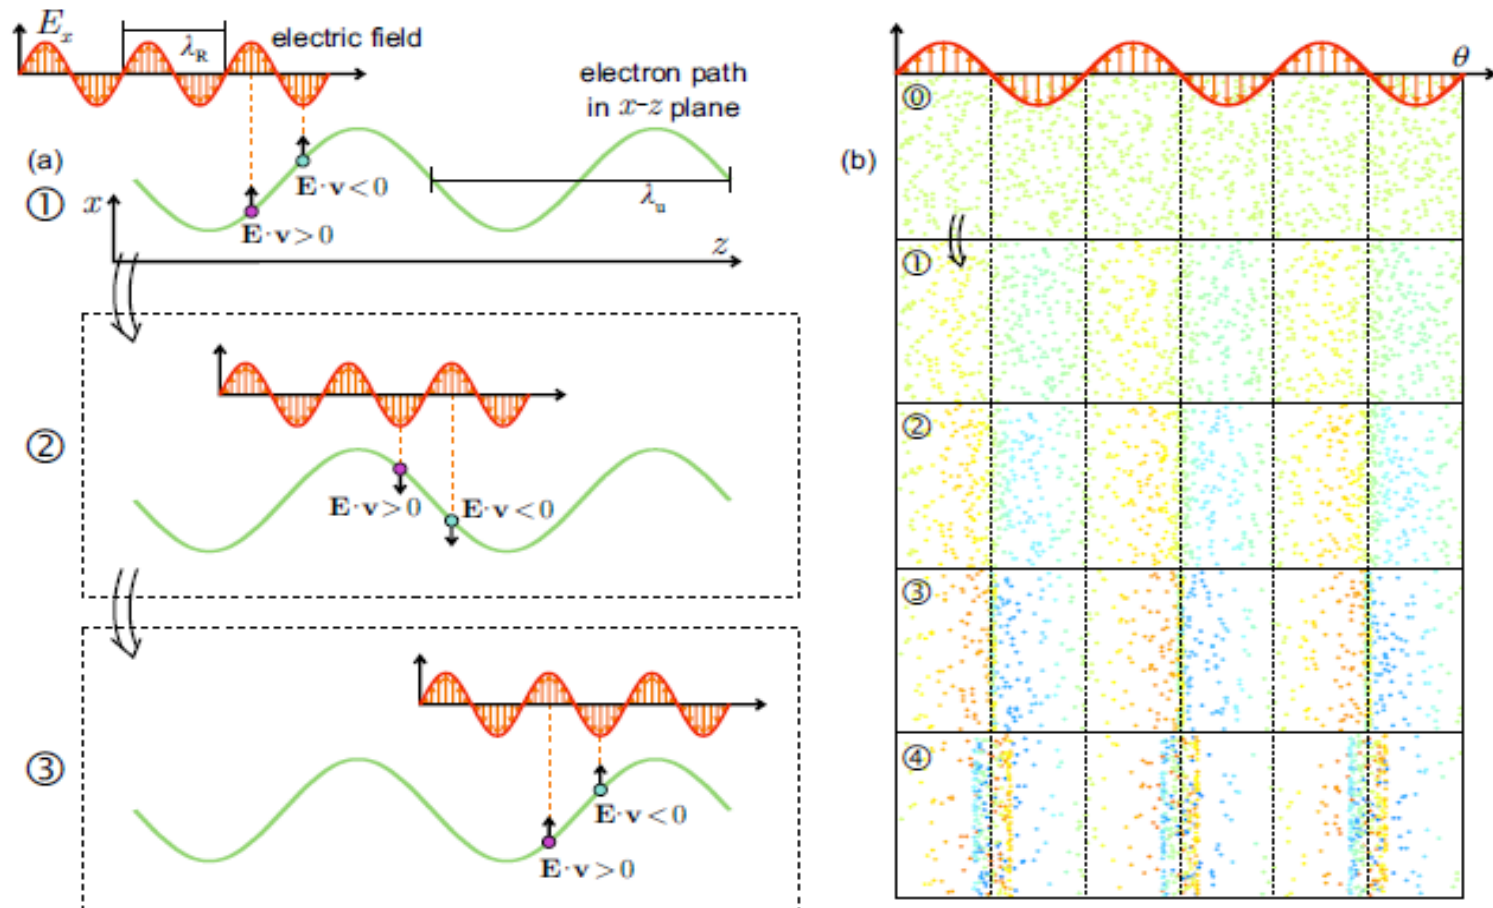 Eₓ
λ_R
electric field
electron path
in x-z plane
(a)
①
x
E·v<0
E·v>0
λ_u
z
②
E·v>0
E·v<0
③
E·v<0
E·v>0
θ
(b)
⓪
①
②
③
④